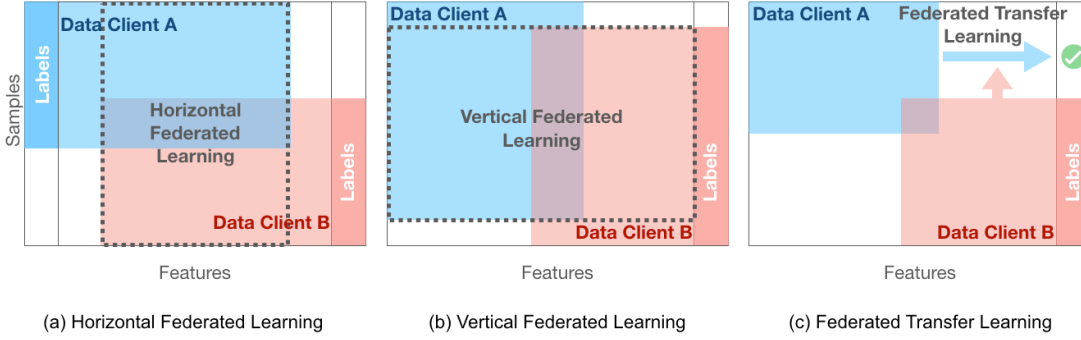 Data Client A
Labels
Samples
Horizontal
Federated
Learning
Data Client B
Labels
Features
(a) Horizontal Federated Learning
Data Client A
Vertical Federated
Learning
Labels
Data Client B
Features
(b) Vertical Federated Learning
Data Client A
Federated Transfer
Learning
Labels
Data Client B
Features
(c) Federated Transfer Learning